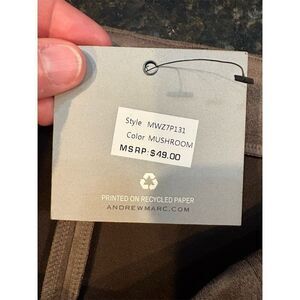 Style MWZ7P131
Color MUSHROOM
MSRP:$49.00
PRINTED ON RECYCLED PAPER
ANDREWMARC.COM